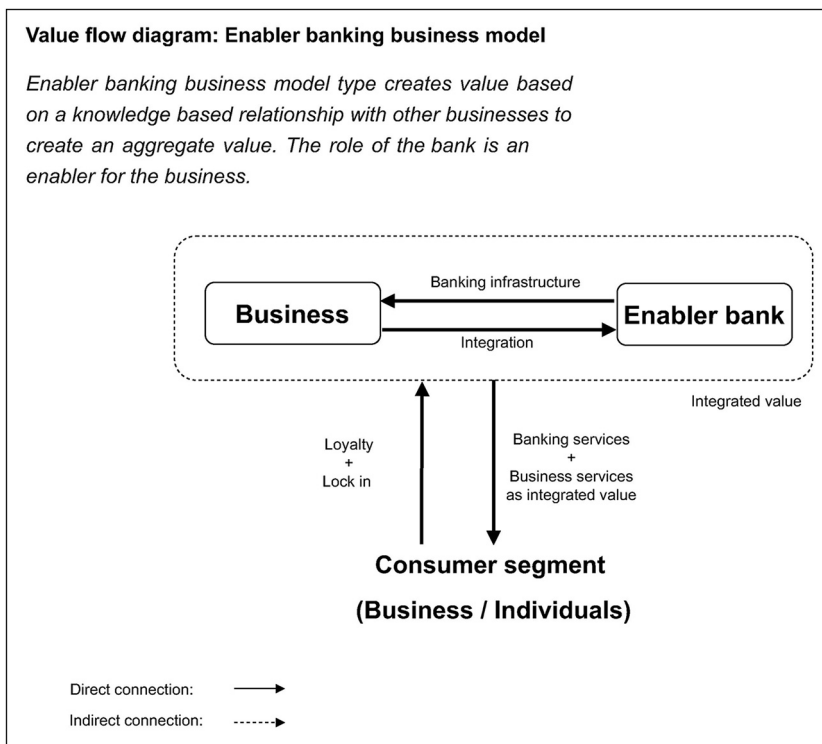 Value flow diagram: Enabler banking business model
Enabler banking business model type creates value based
on a knowledge based relationship with other businesses to
create an aggregate value. The role of the bank is an
enabler for the business.
Banking infrastructure
Business
Enabler bank
Integration
Integrated value
Loyalty
+
Lock in
Banking services
+
Business services
as integrated value
Consumer segment
(Business / Individuals)
Direct connection:
Indirect connection: